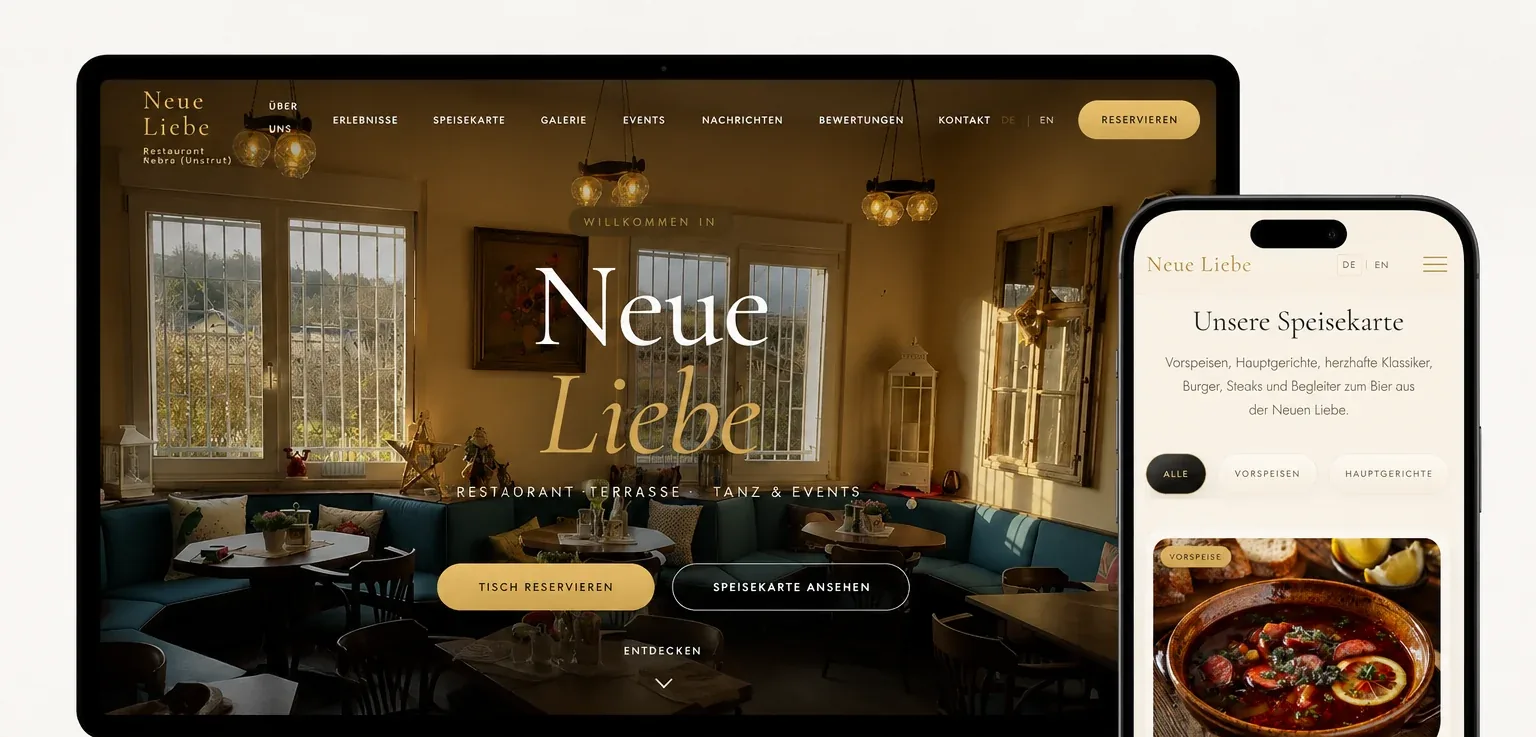 Neue
Liebe
Restaurant
Nebra (Unstrut)
ÜBER
UNS
ERLEBNISSE
SPEISEKARTE
GALERIE
EVENTS
NACHRICHTEN
BEWERTUNGEN
KONTAKT
DE | EN
RESERVIEREN
WILLKOMMEN IN
Neue
Liebe
RESTAURANT · TERRASSE · TANZ & EVENTS
TISCH RESERVIEREN
SPEISEKARTE ANSEHEN
ENTDECKEN
Neue Liebe
DE | EN
Unsere Speisekarte
Vorspeisen, Hauptgerichte, herzhafte Klassiker,
Burger, Steaks und Begleiter zum Bier aus
der Neuen Liebe.
ALLE
VORSPEISEN
HAUPTGERICHTE
VORSPEISE